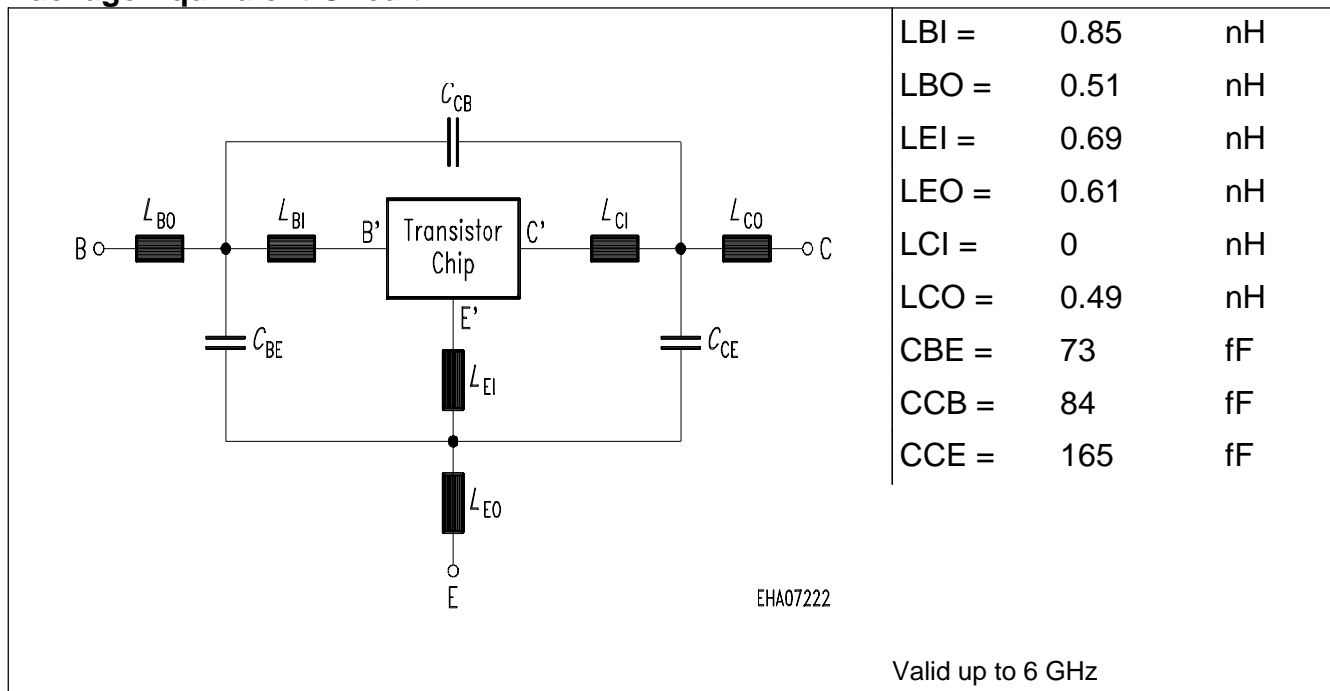 C_CB
L_BO L_BI B' Transistor Chip C' L_CI L_CO
B C
E'
C_BE C_CE
L_EI
L_EO
E
EHA07222
LBI = 0.85 nH
LBO = 0.51 nH
LEI = 0.69 nH
LEO = 0.61 nH
LCI = 0 nH
LCO = 0.49 nH
CBE = 73 fF
CCB = 84 fF
CCE = 165 fF
Valid up to 6 GHz